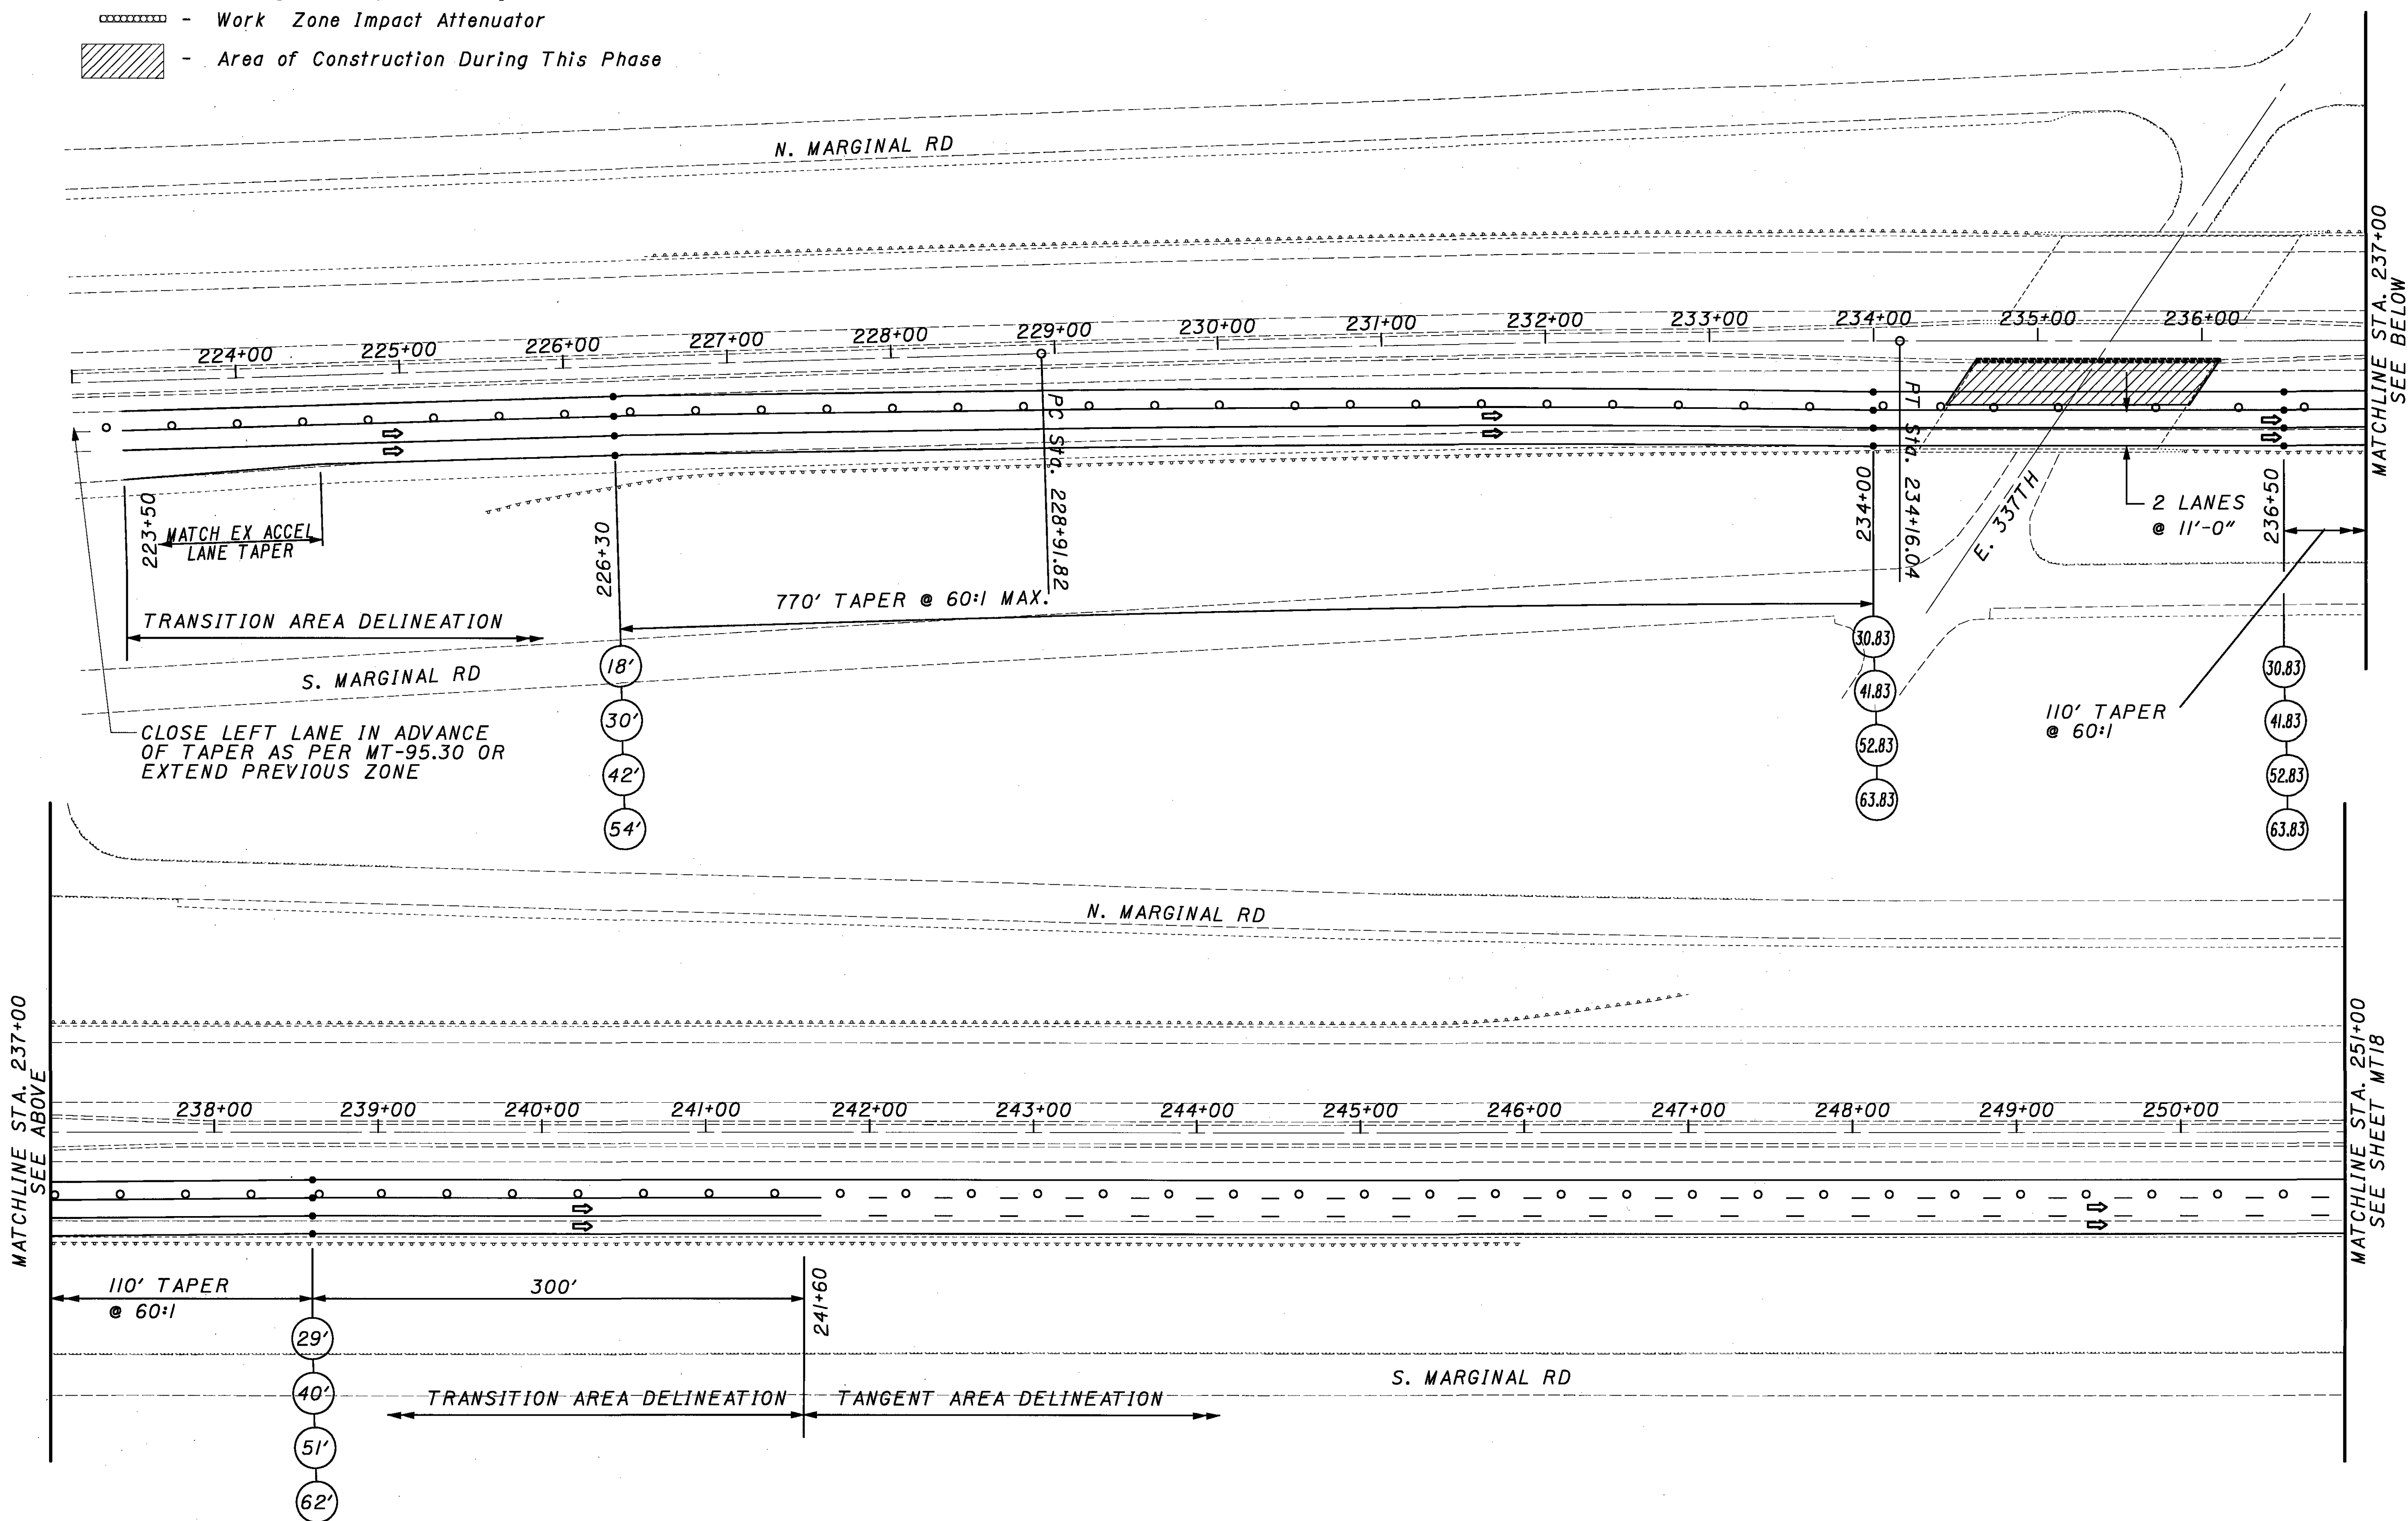 - Work Zone Impact Attenuator
- Area of Construction During This Phase
N. MARGINAL RD
224+00 225+00 226+00 227+00 228+00 229+00 230+00 231+00 232+00 233+00 234+00 235+00 236+00
MATCHLINE STA. 237+00
SEE BELOW
PC Sta. 228+91.82
PT Sta. 234+16.04
223+50
MATCH EX ACCEL
LANE TAPER
226+30
234+00
E. 337TH
2 LANES
@ 11'-0"
236+50
770' TAPER @ 60:1 MAX.
TRANSITION AREA DELINEATION
S. MARGINAL RD
CLOSE LEFT LANE IN ADVANCE
OF TAPER AS PER MT-95.30 OR
EXTEND PREVIOUS ZONE
18'
30'
42'
54'
30.83
41.83
52.83
63.83
110' TAPER
@ 60:1
30.83
41.83
52.83
63.83
N. MARGINAL RD
MATCHLINE STA. 237+00
SEE ABOVE
238+00 239+00 240+00 241+00 242+00 243+00 244+00 245+00 246+00 247+00 248+00 249+00 250+00
MATCHLINE STA. 251+00
SEE SHEET MT18
110' TAPER
@ 60:1
300'
241+60
29'
40'
51'
62'
S. MARGINAL RD
TRANSITION AREA DELINEATION
TANGENT AREA DELINEATION